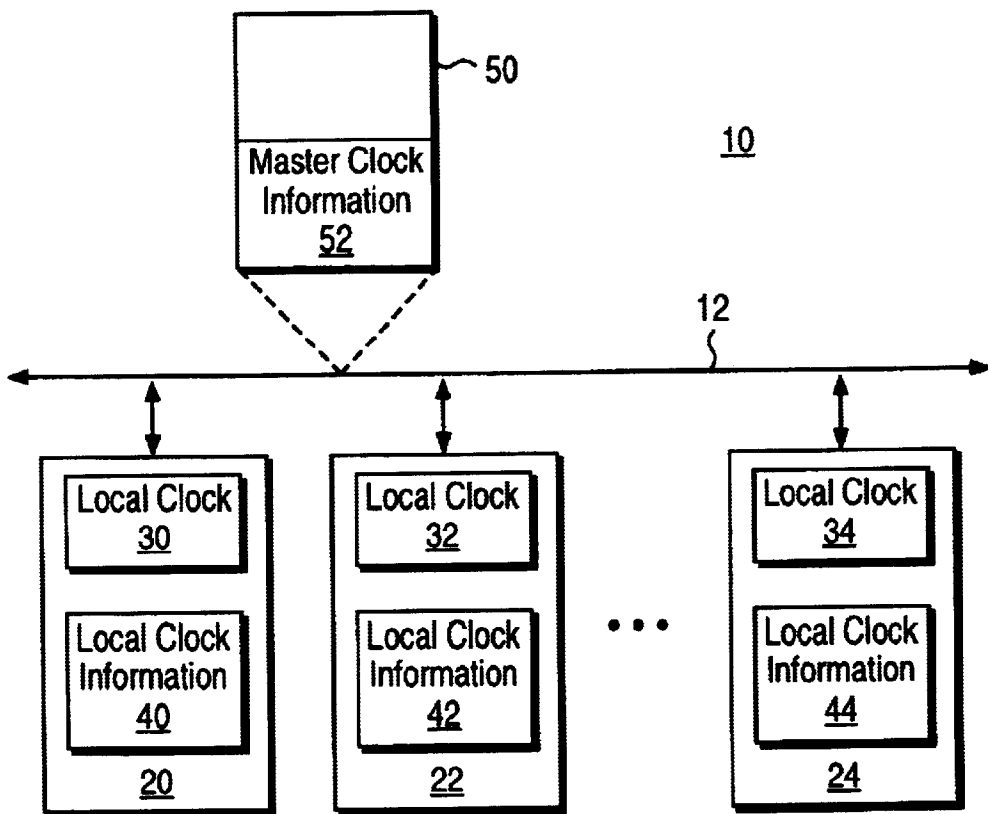 50
10
Master Clock
Information
52
12
Local Clock
30
Local Clock
Information
40
20
Local Clock
32
Local Clock
Information
42
22
Local Clock
34
Local Clock
Information
44
24